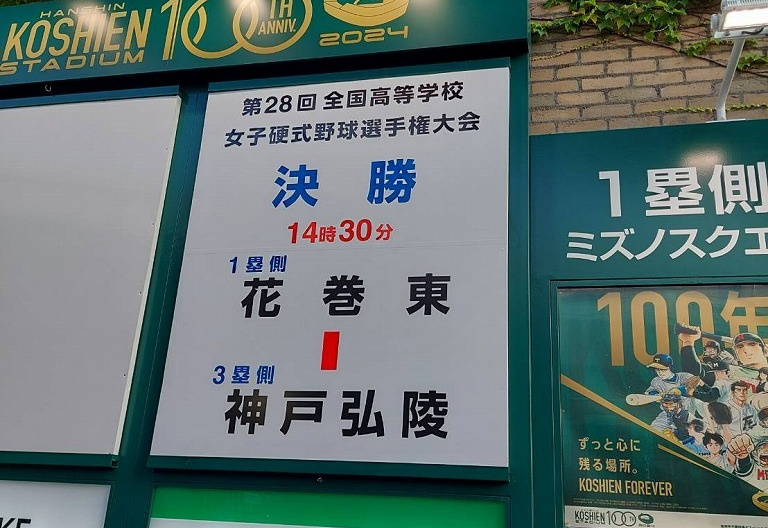 HANSHIN
KOSHIEN
STADIUM
100TH
ANNIV.
2024
第28回 全国高等学校
女子硬式野球選手権大会
決勝
14時30分
1塁側
花巻東
3塁側
神戸弘陵
1塁側
ミズノスクエ
100年
ずっと心に
残る場所。
KOSHIEN FOREVER
KOSHIEN 100TH